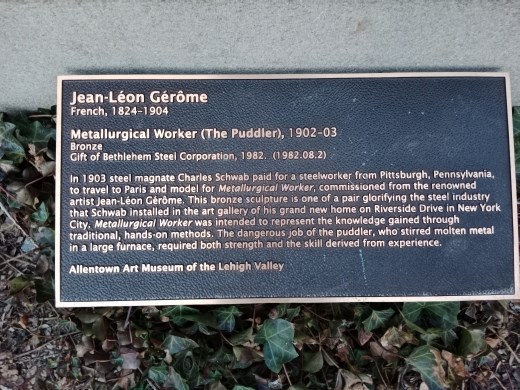 Jean-Léon Gérôme
French, 1824–1904
Metallurgical Worker (The Puddler), 1902–03
Bronze
Gift of Bethlehem Steel Corporation, 1982. (1982.08.2)
In 1903 steel magnate Charles Schwab paid for a steelworker from Pittsburgh, Pennsylvania,
to travel to Paris and model for Metallurgical Worker, commissioned from the renowned
artist Jean-Léon Gérôme. This bronze sculpture is one of a pair glorifying the steel industry
that Schwab installed in the art gallery of his grand new home on Riverside Drive in New York
City. Metallurgical Worker was intended to represent the knowledge gained through
traditional, hands-on methods. The dangerous job of the puddler, who stirred molten metal
in a large furnace, required both strength and the skill derived from experience.
Allentown Art Museum of the Lehigh Valley